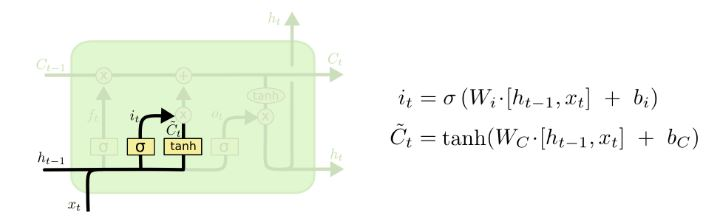 h_t
C_{t-1} C_t
x +
tanh
f_t i_t C̃_t x o_t x
σ σ tanh σ
h_{t-1} h_t
x_t
i_t = σ (W_i·[h_{t-1}, x_t] + b_i)
C̃_t = tanh(W_C·[h_{t-1}, x_t] + b_C)